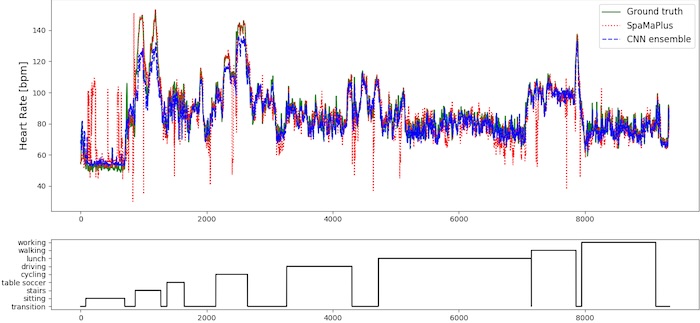 Ground truth
SpaMaPlus
CNN ensemble
Heart Rate [bpm]
140
120
100
80
60
40
0
2000
4000
6000
8000
working
walking
lunch
driving
cycling
table soccer
stairs
sitting
transition
0
2000
4000
6000
8000